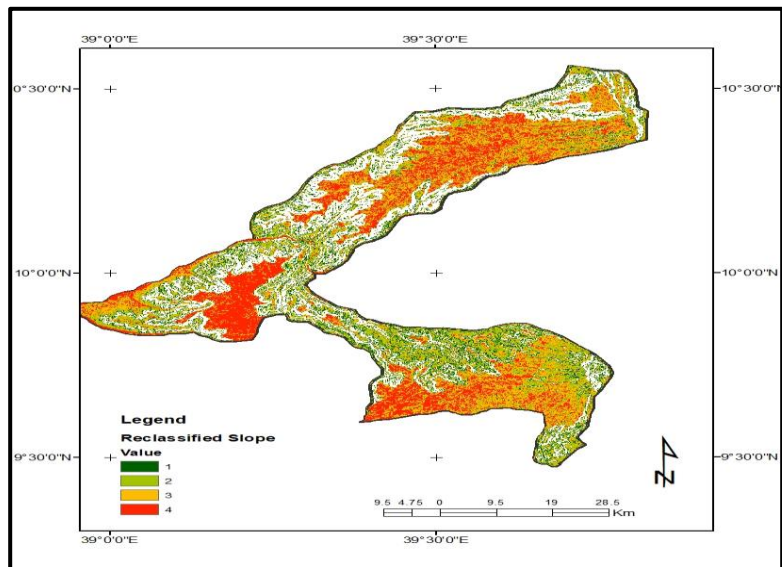 39°0'0"E 39°30'0"E
0°30'0"N 10°30'0"N
10°0'0"N 10°0'0"N
Legend
Reclassified Slope
Value
1
2
3
4
9°30'0"N 9°30'0"N
N
9.5 4.75 0 9.5 19 28.5
Km
39°0'0"E 39°30'0"E